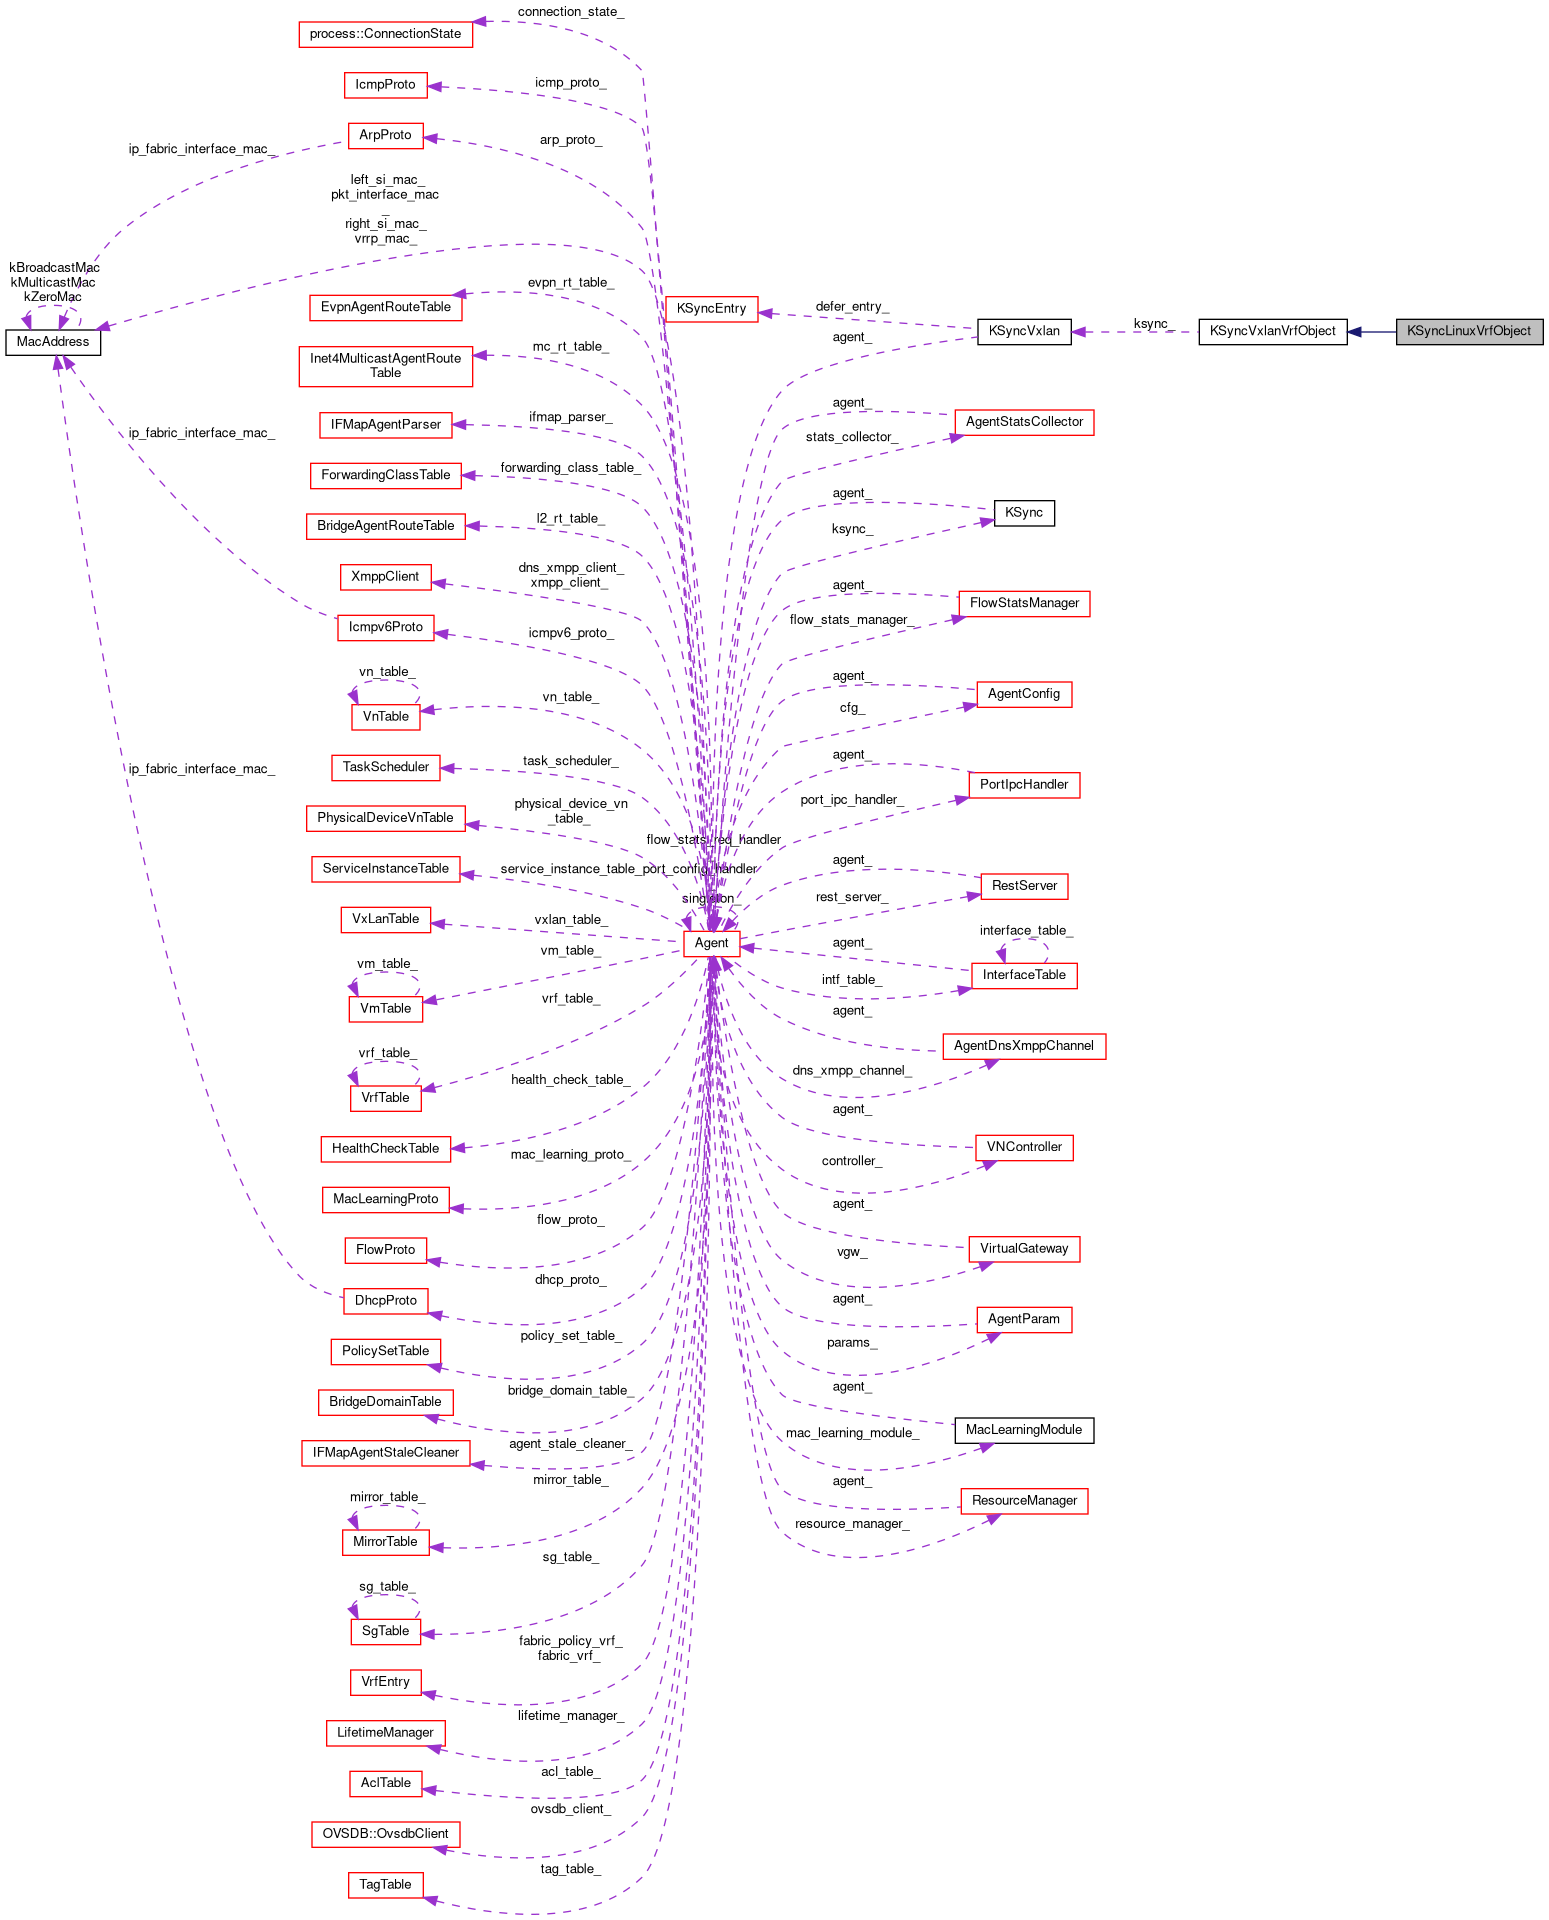 connection_state_
process::ConnectionState
icmp_proto_
IcmpProto
arp_proto_
ArpProto
ip_fabric_interface_mac_
left_si_mac_
pkt_interface_mac
_
right_si_mac_
vrrp_mac_
kBroadcastMac
kMulticastMac
kZeroMac
MacAddress
evpn_rt_table_
EvpnAgentRouteTable
KSyncEntry
defer_entry_
KSyncVxlan
ksync_
KSyncVxlanVrfObject
KSyncLinuxVrfObject
agent_
mc_rt_table_
Inet4MulticastAgentRoute
Table
ifmap_parser_
IFMapAgentParser
agent_
AgentStatsCollector
stats_collector_
ip_fabric_interface_mac_
forwarding_class_table_
ForwardingClassTable
agent_
KSync
ksync_
l2_rt_table_
BridgeAgentRouteTable
dns_xmpp_client_
xmpp_client_
XmppClient
agent_
FlowStatsManager
flow_stats_manager_
icmpv6_proto_
Icmpv6Proto
vn_table_
vn_table_
VnTable
agent_
AgentConfig
cfg_
task_scheduler_
TaskScheduler
ip_fabric_interface_mac_
agent_
PortIpcHandler
port_ipc_handler_
physical_device_vn
_table_
PhysicalDeviceVnTable
flow_stats_req_handler
service_instance_table_
port_config_handler
ServiceInstanceTable
singleton_
agent_
RestServer
rest_server_
vxlan_table_
VxLanTable
Agent
interface_table_
agent_
InterfaceTable
intf_table_
vm_table_
vm_table_
VmTable
vrf_table_
vrf_table_
VrfTable
agent_
AgentDnsXmppChannel
dns_xmpp_channel_
health_check_table_
HealthCheckTable
agent_
VNController
controller_
mac_learning_proto_
MacLearningProto
agent_
VirtualGateway
vgw_
flow_proto_
FlowProto
dhcp_proto_
DhcpProto
agent_
AgentParam
params_
policy_set_table_
PolicySetTable
bridge_domain_table_
BridgeDomainTable
agent_
MacLearningModule
mac_learning_module_
agent_stale_cleaner_
IFMapAgentStaleCleaner
agent_
ResourceManager
resource_manager_
mirror_table_
mirror_table_
MirrorTable
sg_table_
sg_table_
SgTable
fabric_policy_vrf_
fabric_vrf_
VrfEntry
lifetime_manager_
LifetimeManager
acl_table_
AclTable
ovsdb_client_
OVSDB::OvsdbClient
tag_table_
TagTable